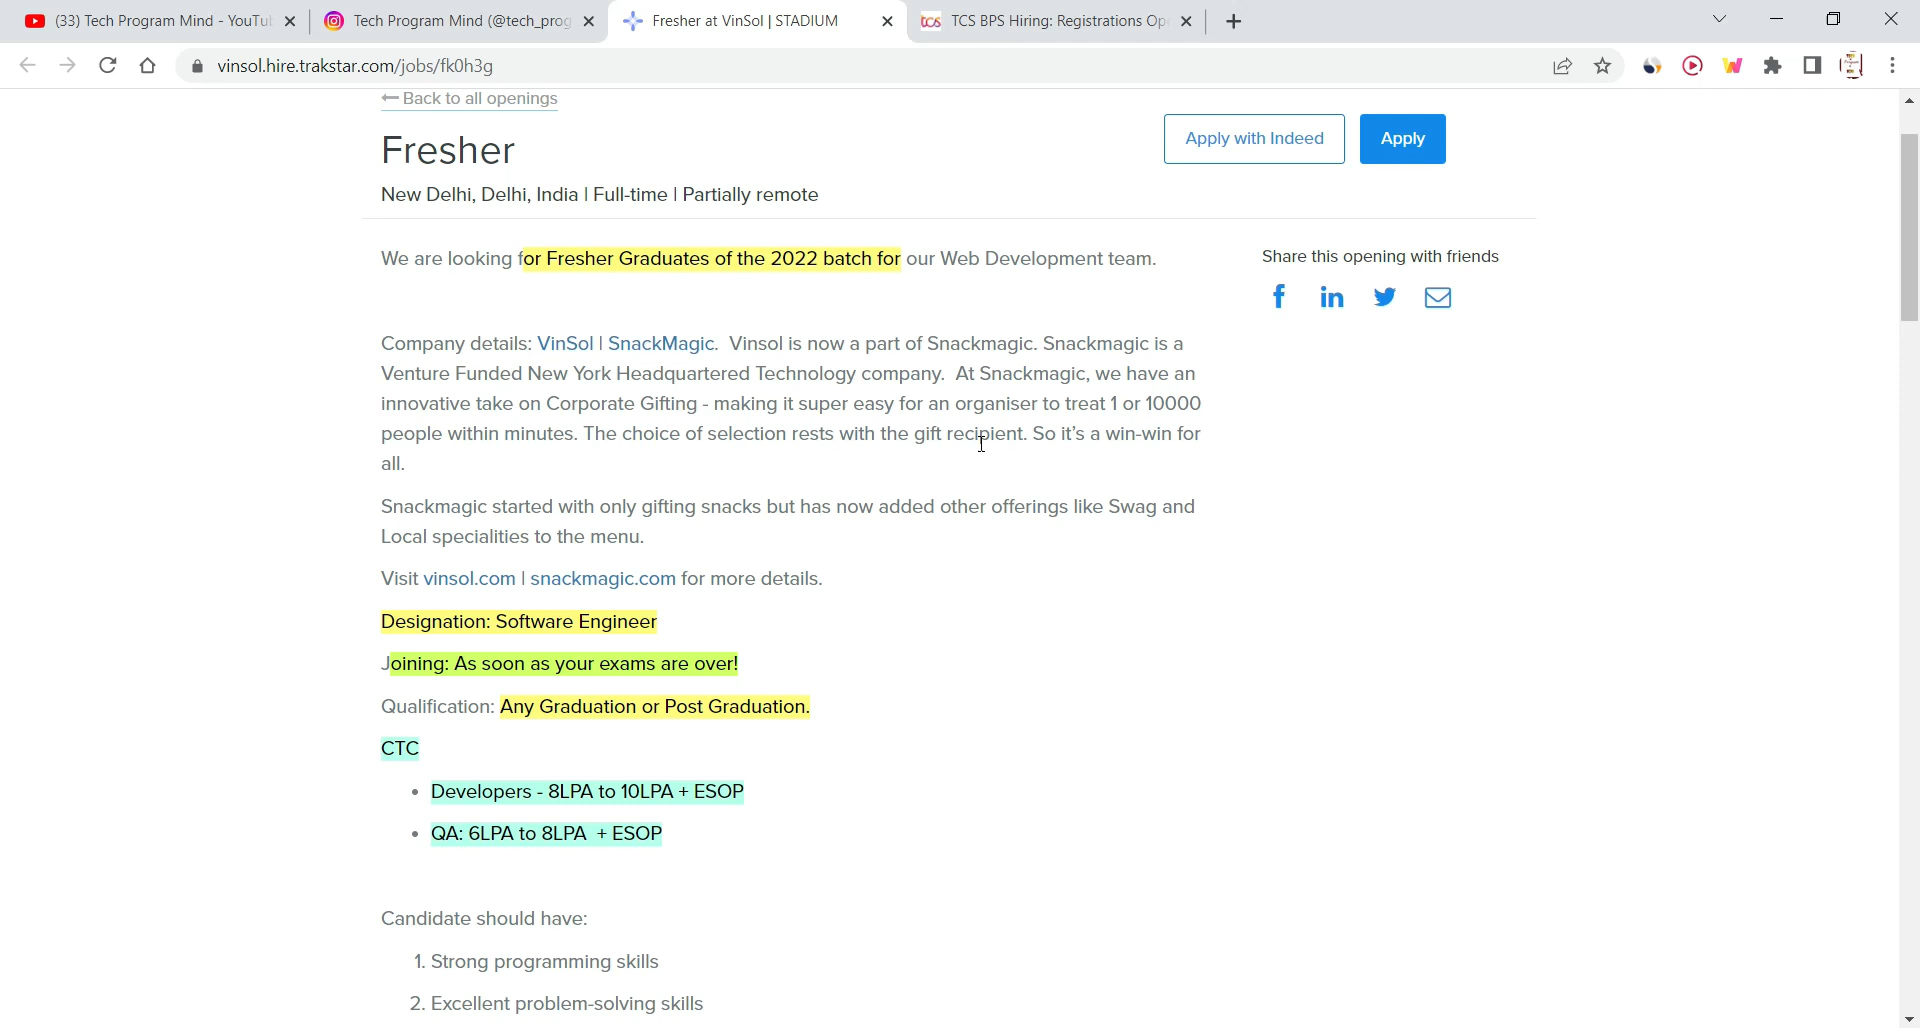 (33) Tech Program Mind - YouTu
Tech Program Mind (@tech_prog
Fresher at VinSol | STADIUM
tcs TCS BPS Hiring: Registrations Op
vinsol.hire.trakstar.com/jobs/fk0h3g
Back to all openings
Fresher
Apply with Indeed
Apply
New Delhi, Delhi, India | Full-time | Partially remote
We are looking for Fresher Graduates of the 2022 batch for our Web Development team.
Share this opening with friends
Company details: VinSol | SnackMagic. Vinsol is now a part of Snackmagic. Snackmagic is a
Venture Funded New York Headquartered Technology company. At Snackmagic, we have an
innovative take on Corporate Gifting - making it super easy for an organiser to treat 1 or 10000
people within minutes. The choice of selection rests with the gift recipient. So it's a win-win for
all.
Snackmagic started with only gifting snacks but has now added other offerings like Swag and
Local specialities to the menu.
Visit vinsol.com | snackmagic.com for more details.
Designation: Software Engineer
Joining: As soon as your exams are over!
Qualification: Any Graduation or Post Graduation.
CTC
• Developers - 8LPA to 10LPA + ESOP
• QA: 6LPA to 8LPA + ESOP
Candidate should have:
1. Strong programming skills
2. Excellent problem-solving skills